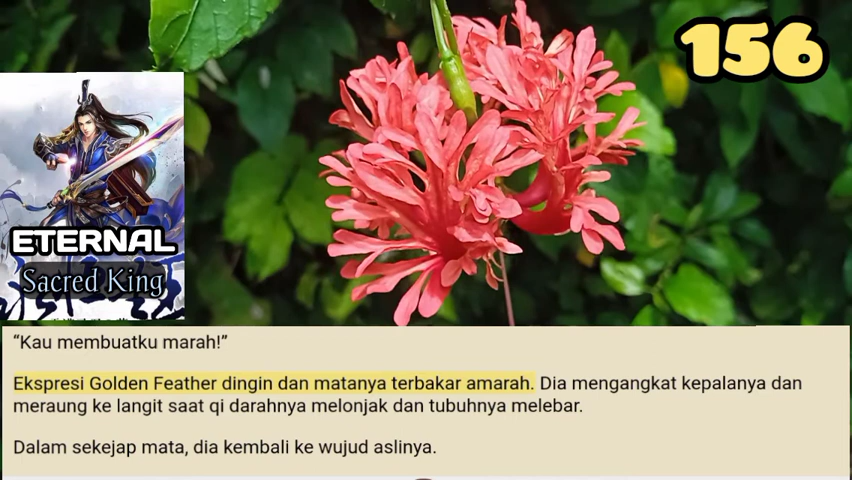 156
ETERNAL
Sacred King
“Kau membuatku marah!”
Ekspresi Golden Feather dingin dan matanya terbakar amarah. Dia mengangkat kepalanya dan
meraung ke langit saat qi darahnya melonjak dan tubuhnya melebar.
Dalam sekejap mata, dia kembali ke wujud aslinya.